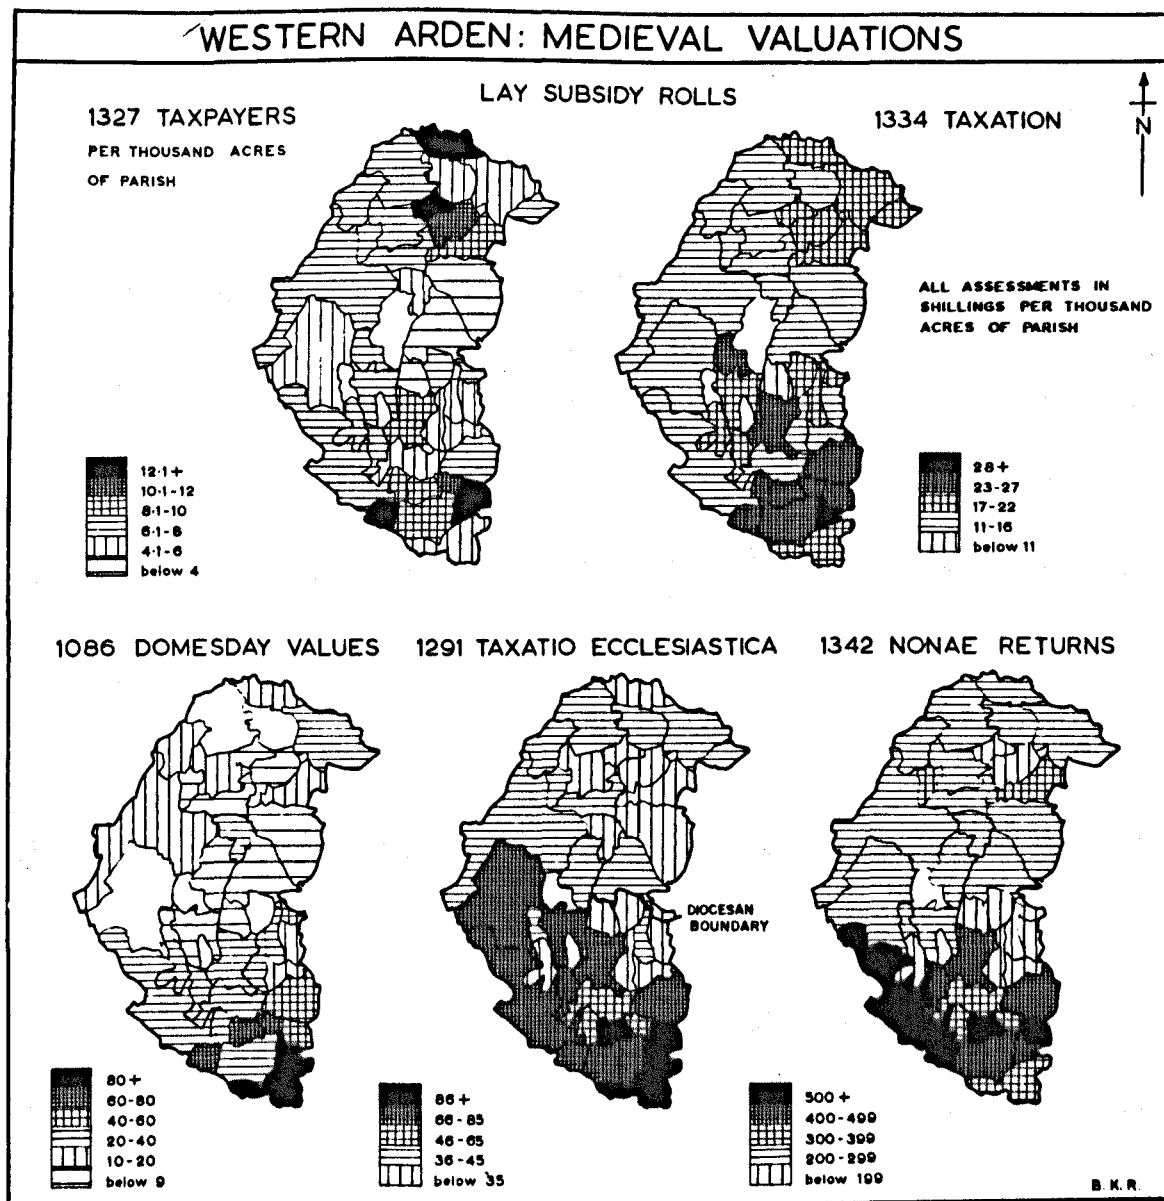 WESTERN ARDEN: MEDIEVAL VALUATIONS
LAY SUBSIDY ROLLS
1327 TAXPAYERS
PER THOUSAND ACRES
OF PARISH
1334 TAXATION
N
ALL ASSESSMENTS IN
SHILLINGS PER THOUSAND
ACRES OF PARISH
12·1+
10·1-12
8·1-10
6·1-8
4·1-6
below 4
28+
23-27
17-22
11-16
below 11
1086 DOMESDAY VALUES
1291 TAXATIO ECCLESIASTICA
1342 NONAE RETURNS
DIOCESAN
BOUNDARY
80+
60-80
40-60
20-40
10-20
below 9
86+
66-85
46-65
36-45
below 35
500+
400-499
300-399
200-299
below 199
B. K. R.